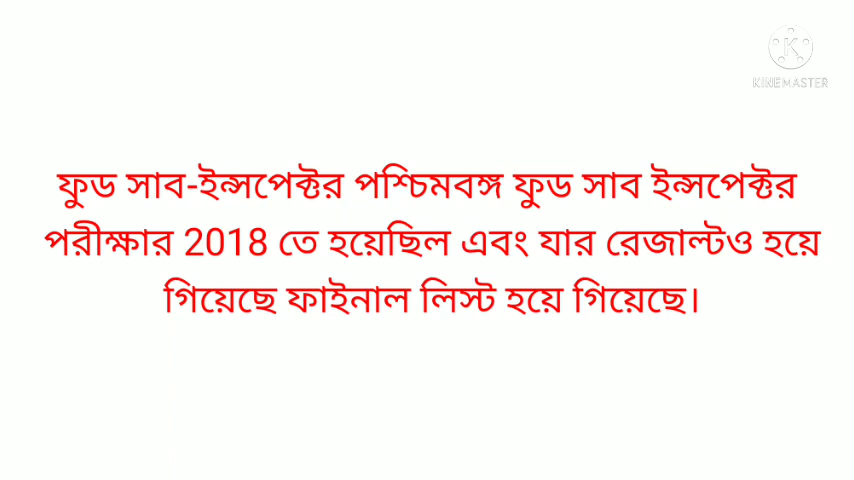 KINEMASTER
ফুড সাব-ইন্সপেক্টর পশ্চিমবঙ্গ ফুড সাব ইন্সপেক্টর
পরীক্ষার 2018 তে হয়েছিল এবং যার রেজাল্টও হয়ে
গিয়েছে ফাইনাল লিস্ট হয়ে গিয়েছে।